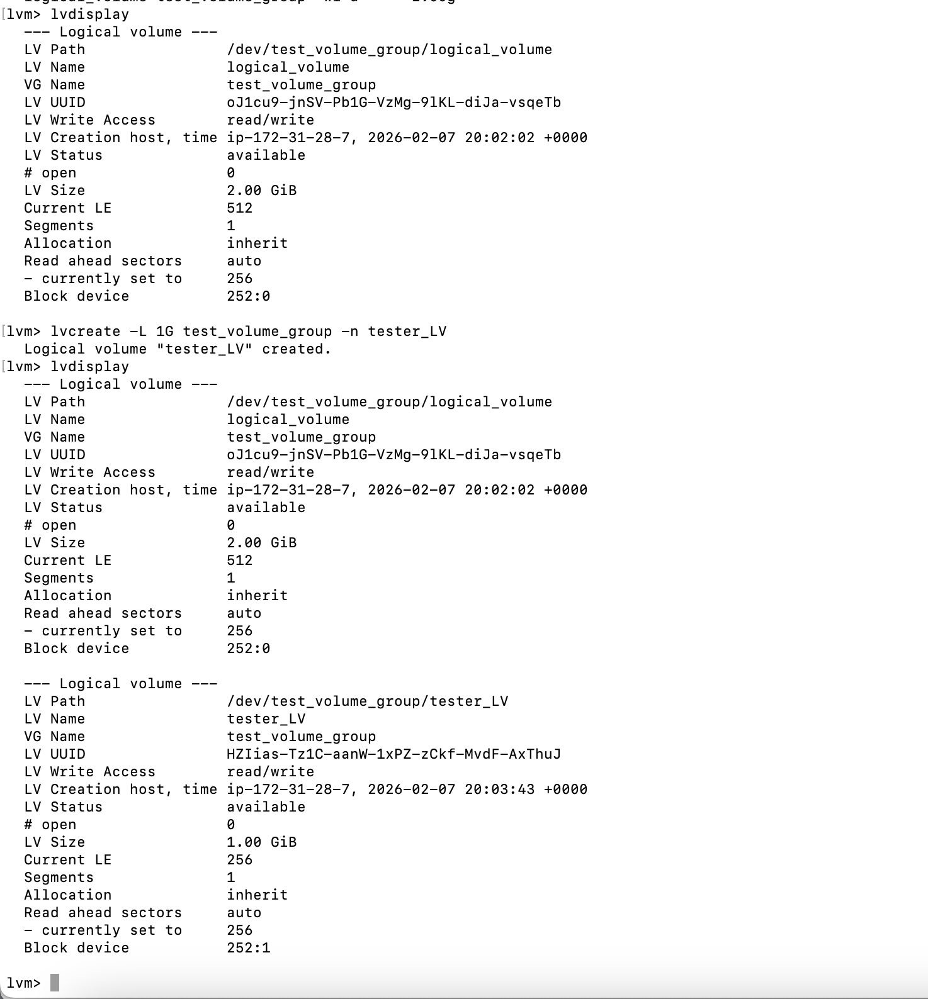 [lvm> lvdisplay
--- Logical volume ---
LV Path                /dev/test_volume_group/logical_volume
LV Name                logical_volume
VG Name                test_volume_group
LV UUID                oJ1cu9-jnSV-Pb1G-VzMg-9lKL-diJa-vsqeTb
LV Write Access        read/write
LV Creation host, time ip-172-31-28-7, 2026-02-07 20:02:02 +0000
LV Status              available
# open                 0
LV Size                2.00 GiB
Current LE             512
Segments               1
Allocation             inherit
Read ahead sectors     auto
- currently set to     256
Block device           252:0
[lvm> lvcreate -L 1G test_volume_group -n tester_LV
Logical volume "tester_LV" created.
[lvm> lvdisplay
--- Logical volume ---
LV Path                /dev/test_volume_group/logical_volume
LV Name                logical_volume
VG Name                test_volume_group
LV UUID                oJ1cu9-jnSV-Pb1G-VzMg-9lKL-diJa-vsqeTb
LV Write Access        read/write
LV Creation host, time ip-172-31-28-7, 2026-02-07 20:02:02 +0000
LV Status              available
# open                 0
LV Size                2.00 GiB
Current LE             512
Segments               1
Allocation             inherit
Read ahead sectors     auto
- currently set to     256
Block device           252:0
--- Logical volume ---
LV Path                /dev/test_volume_group/tester_LV
LV Name                tester_LV
VG Name                test_volume_group
LV UUID                HZIias-Tz1C-aanW-1xPZ-zCkf-MvdF-AxThuJ
LV Write Access        read/write
LV Creation host, time ip-172-31-28-7, 2026-02-07 20:03:43 +0000
LV Status              available
# open                 0
LV Size                1.00 GiB
Current LE             256
Segments               1
Allocation             inherit
Read ahead sectors     auto
- currently set to     256
Block device           252:1
lvm>